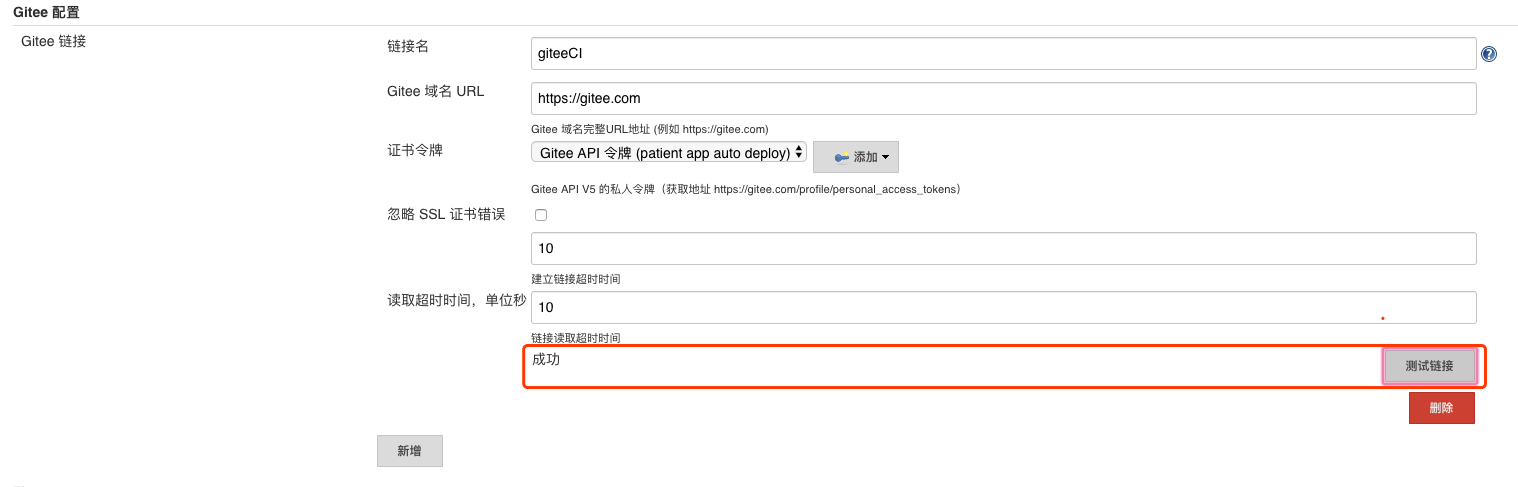 Gitee 配置
Gitee 链接
链接名
giteeCI
Gitee 域名 URL
https://gitee.com
Gitee 域名完整URL地址 (例如 https://gitee.com)
证书令牌
Gitee API 令牌 (patient app auto deploy)
添加
Gitee API V5 的私人令牌（获取地址 https://gitee.com/profile/personal_access_tokens）
忽略 SSL 证书错误
10
建立链接超时时间
读取超时时间，单位秒
10
链接读取超时时间
成功
测试链接
删除
新增